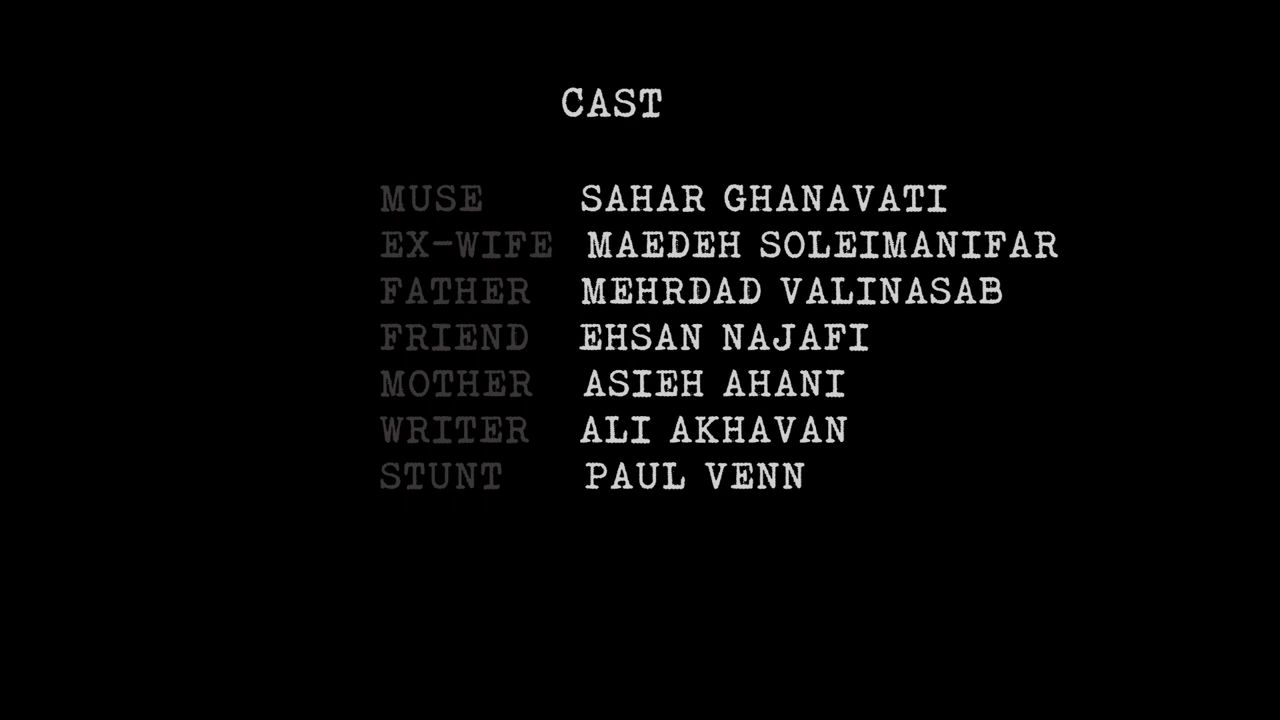 CAST
MUSE SAHAR GHANAVATI
EX-WIFE MAEDEH SOLEIMANIFAR
FATHER MEHRDAD VALINASAB
FRIEND EHSAN NAJAFI
MOTHER ASIEH AHANI
WRITER ALI AKHAVAN
STUNT PAUL VENN